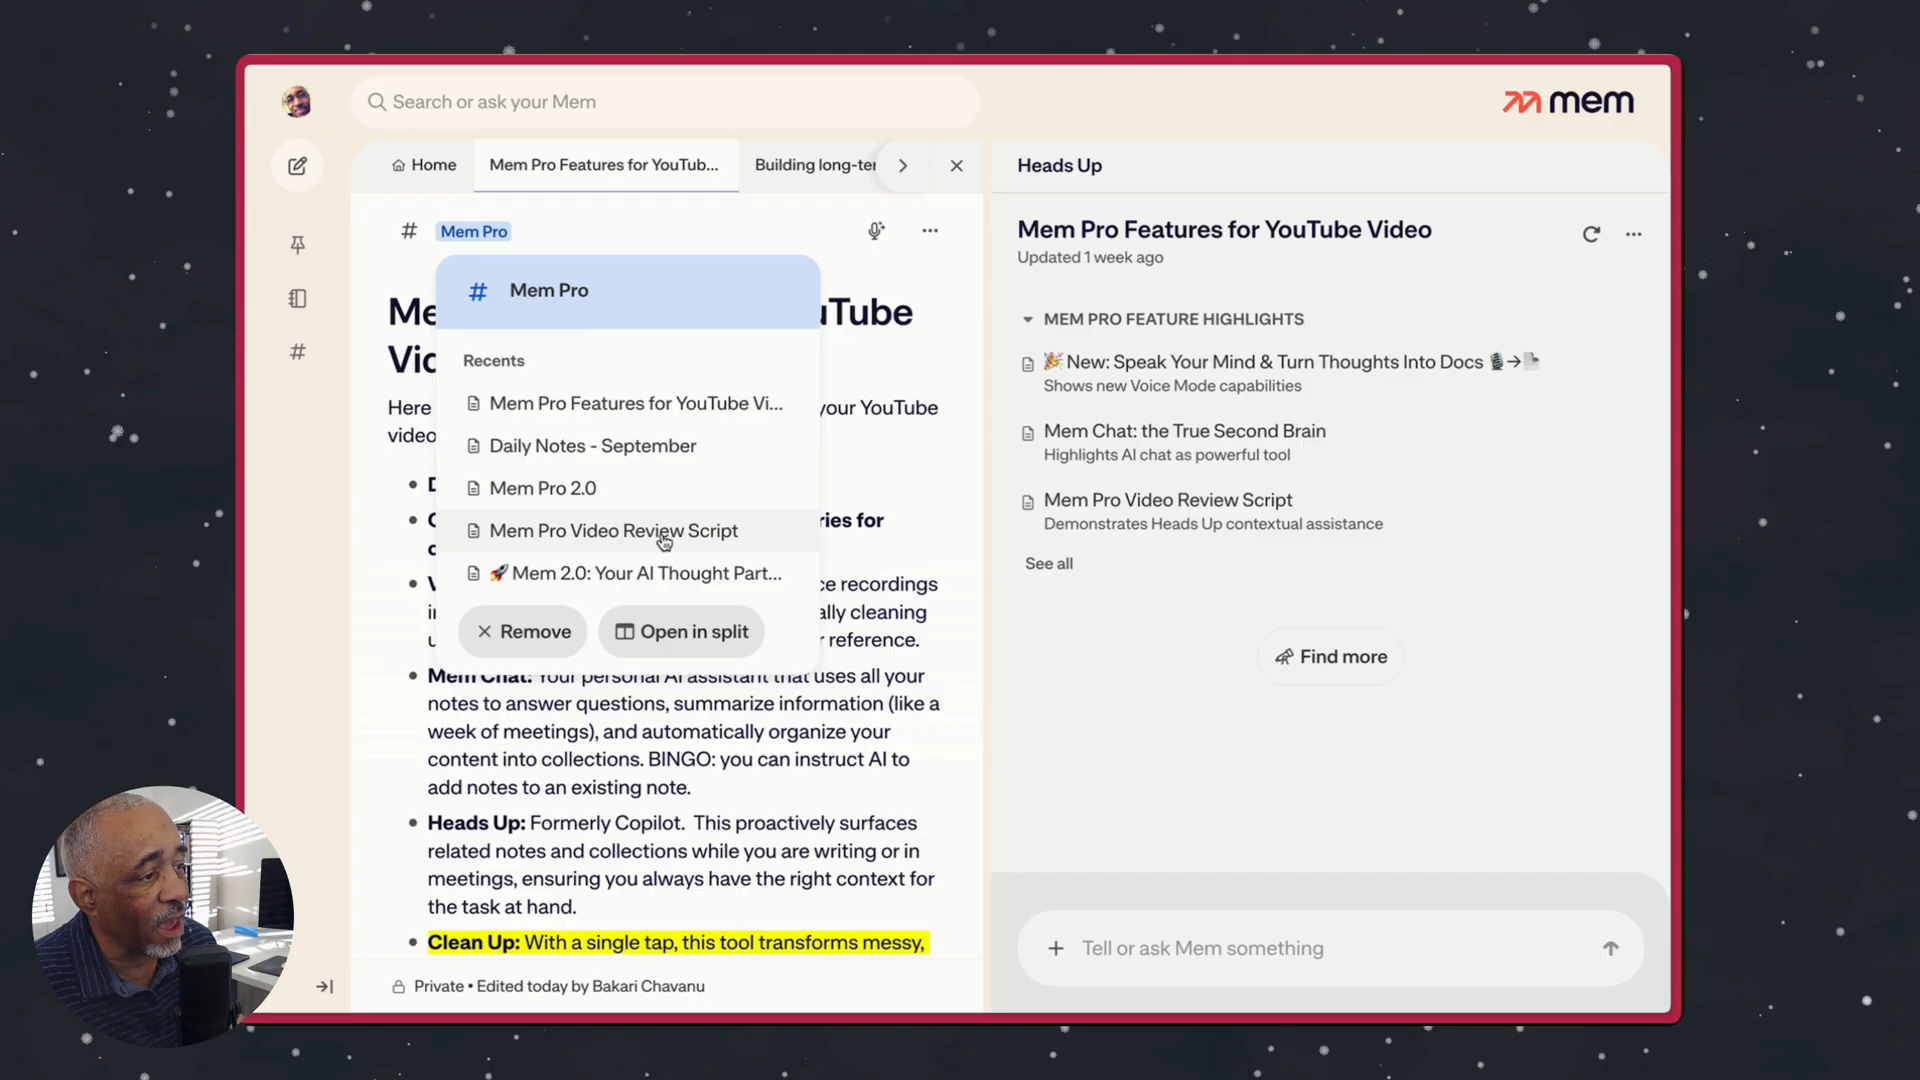 Search or ask your Mem
mem
Home
Mem Pro Features for YouTub...
Building long-ter
Heads Up
# Mem Pro
# Mem Pro
Me
uTube
Vic
Recents
Mem Pro Features for YouTube Vi...
Daily Notes - September
Mem Pro 2.0
Mem Pro Video Review Script
🚀 Mem 2.0: Your AI Thought Part...
Remove
Open in split
Here
your YouTube
video
ries for
ce recordings
ally cleaning
r reference.
Mem Chat: Your personal AI assistant that uses all your
notes to answer questions, summarize information (like a
week of meetings), and automatically organize your
content into collections. BINGO: you can instruct AI to
add notes to an existing note.
Heads Up: Formerly Copilot. This proactively surfaces
related notes and collections while you are writing or in
meetings, ensuring you always have the right context for
the task at hand.
Clean Up: With a single tap, this tool transforms messy,
Private • Edited today by Bakari Chavanu
Mem Pro Features for YouTube Video
Updated 1 week ago
MEM PRO FEATURE HIGHLIGHTS
🎉New: Speak Your Mind & Turn Thoughts Into Docs 🎙️→📄
Shows new Voice Mode capabilities
Mem Chat: the True Second Brain
Highlights AI chat as powerful tool
Mem Pro Video Review Script
Demonstrates Heads Up contextual assistance
See all
Find more
Tell or ask Mem something